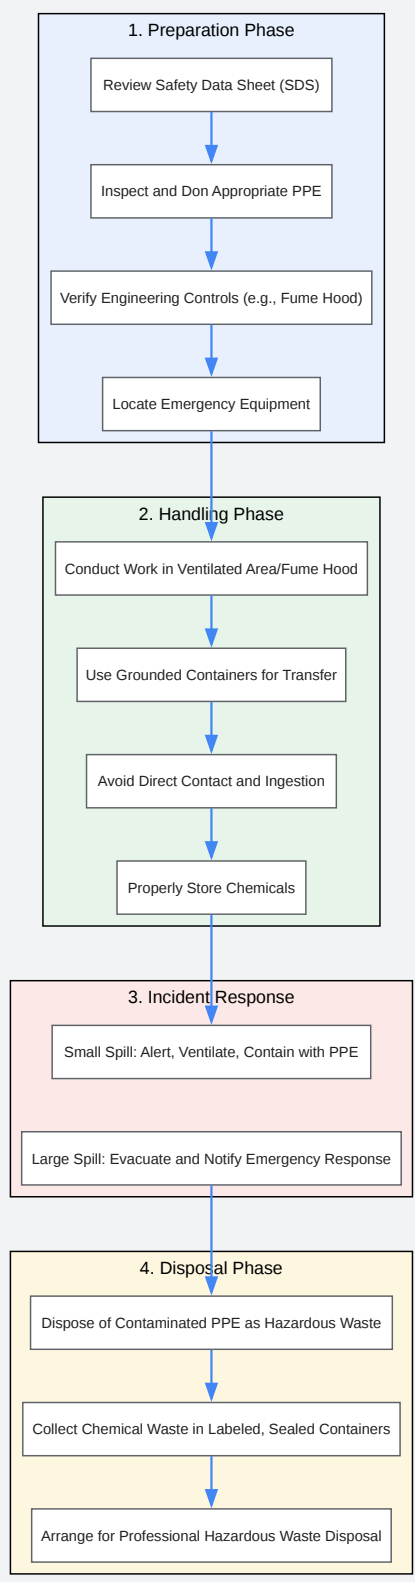 1. Preparation Phase
Review Safety Data Sheet (SDS)
Inspect and Don Appropriate PPE
Verify Engineering Controls (e.g., Fume Hood)
Locate Emergency Equipment
2. Handling Phase
Conduct Work in Ventilated Area/Fume Hood
Use Grounded Containers for Transfer
Avoid Direct Contact and Ingestion
Properly Store Chemicals
3. Incident Response
Small Spill: Alert, Ventilate, Contain with PPE
Large Spill: Evacuate and Notify Emergency Response
4. Disposal Phase
Dispose of Contaminated PPE as Hazardous Waste
Collect Chemical Waste in Labeled, Sealed Containers
Arrange for Professional Hazardous Waste Disposal